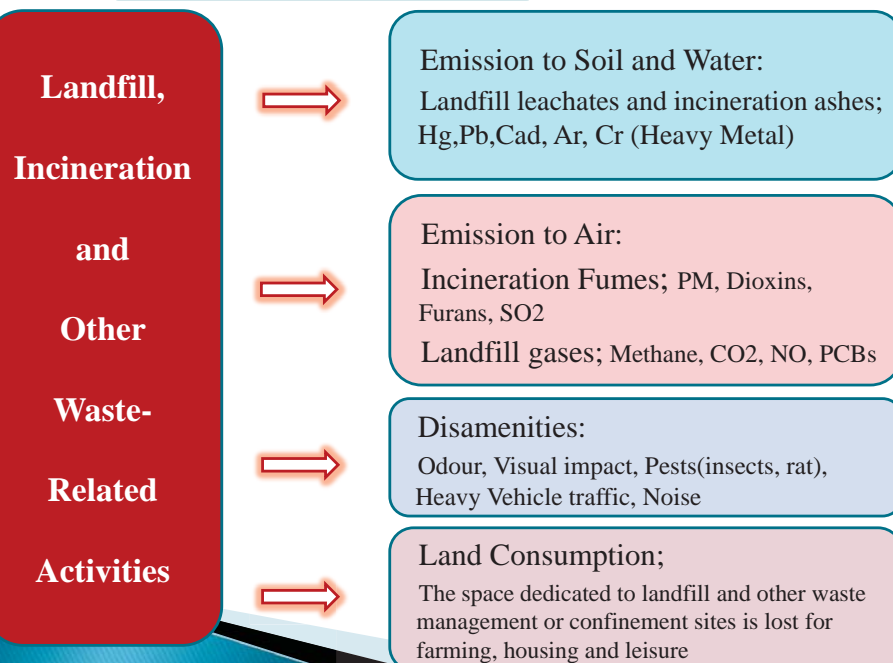 Landfill,
Incineration
and
Other
Waste-
Related
Activities
Emission to Soil and Water:
Landfill leachates and incineration ashes;
Hg,Pb,Cad, Ar, Cr (Heavy Metal)
Emission to Air:
Incineration Fumes; PM, Dioxins,
Furans, SO2
Landfill gases; Methane, CO2, NO, PCBs
Disamenities:
Odour, Visual impact, Pests(insects, rat),
Heavy Vehicle traffic, Noise
Land Consumption;
The space dedicated to landfill and other waste
management or confinement sites is lost for
farming, housing and leisure